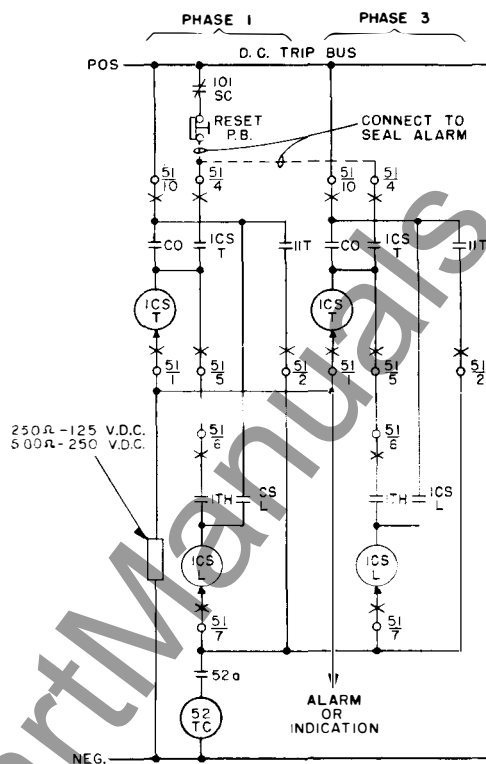 PHASE 1 PHASE 3
D.C. TRIP BUS
POS
101
SC
RESET
P.B.
CONNECT TO
SEAL ALARM
51/10 51/4 51/10 51/4
CO ICS T IIT CO ICS T IIT
ICS T ICS T
51/1 51/5 51/2 51/1 51/5 51/2
250Ω-125 V.D.C.
500Ω-250 V.D.C.
51/6 51/6
ITH ICS L ITH ICS L
ICS L ICS L
51/7 51/7
52a
52
TC
ALARM
OR
INDICATION
NEG.